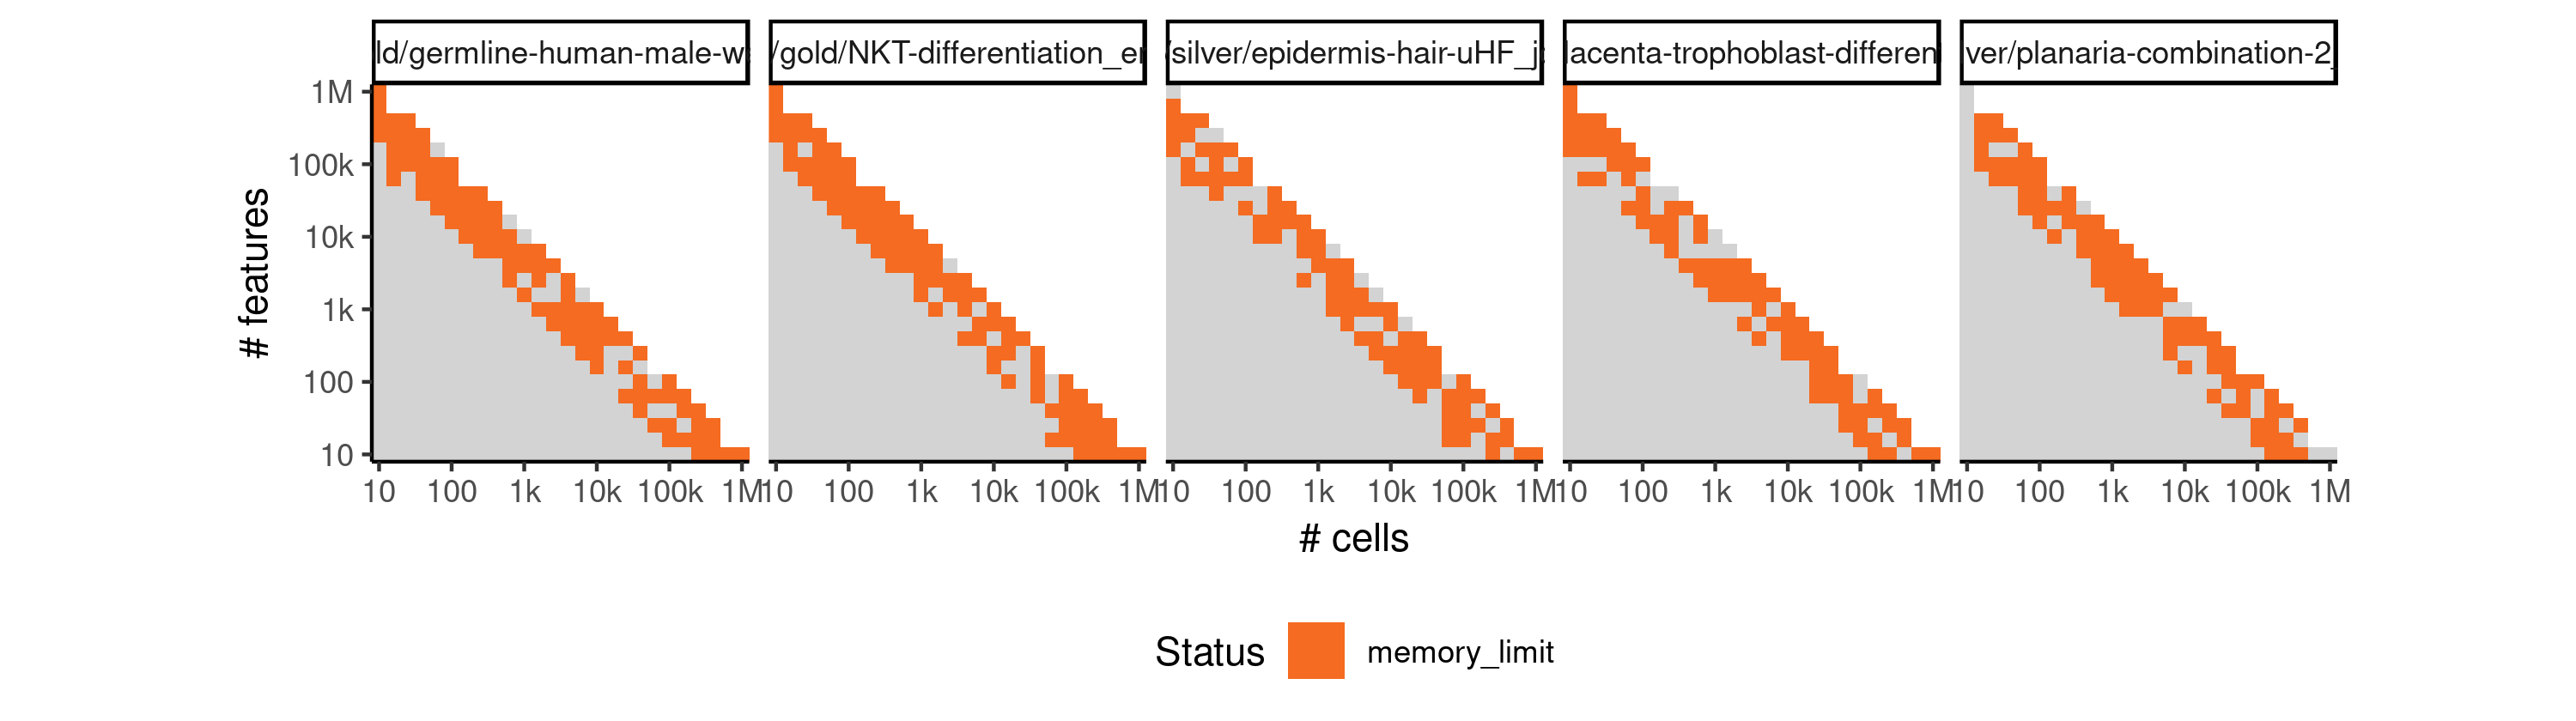 ld/germline-human-male-w
/gold/NKT-differentiation_er
silver/epidermis-hair-uHF_j
lacenta-trophoblast-differen
ver/planaria-combination-2
# features
1M
100k
10k
1k
100
10
10 100 1k 10k 100k 1M
10 100 1k 10k 100k 1M
10 100 1k 10k 100k 1M
10 100 1k 10k 100k 1M
10 100 1k 10k 100k 1M
# cells
Status memory_limit